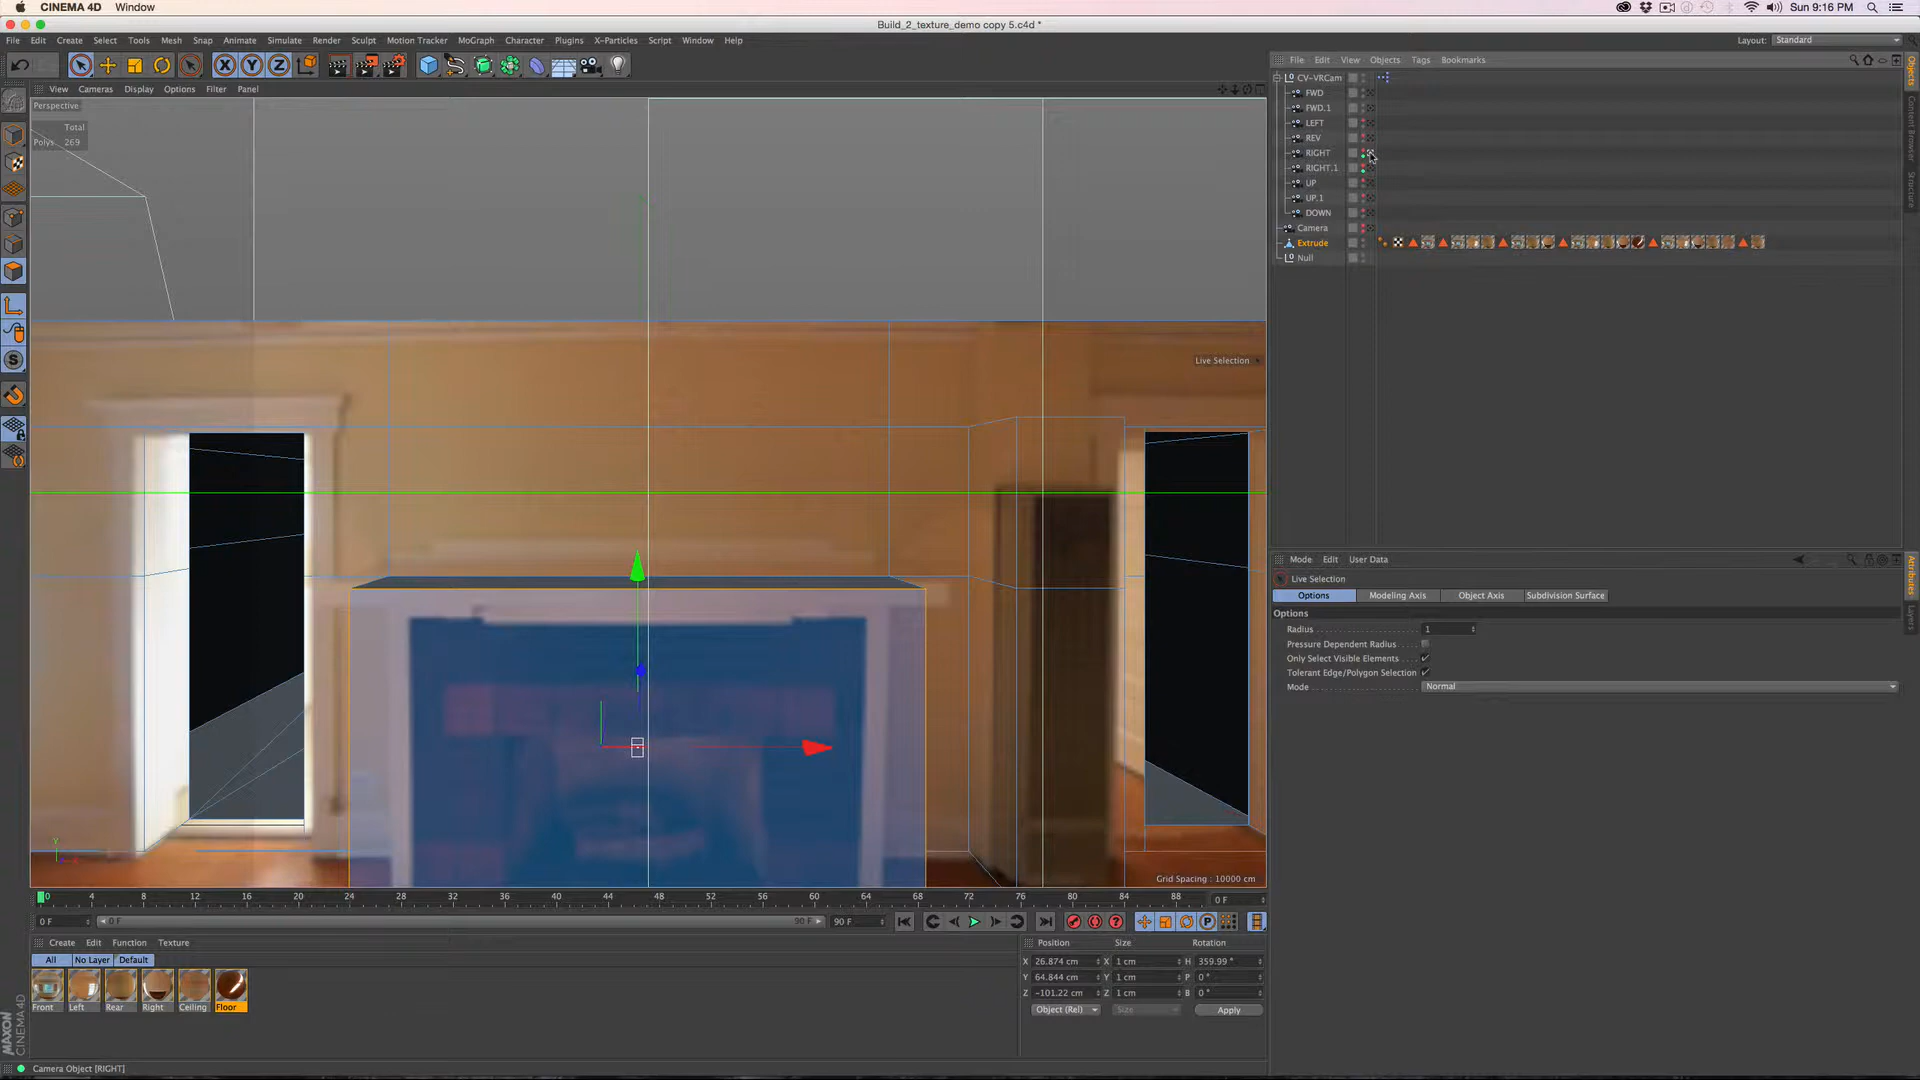 CINEMA 4D Window Sun 9:16 PM
Build_2_texture_demo copy 5.c4d *
File Edit Create Select Tools Mesh Snap Animate Simulate Render Sculpt Motion Tracker MoGraph Character Plugins X-Particles Script Window Help Layout: Standard
X Y Z
File Edit View Objects Tags Bookmarks
View Cameras Display Options Filter Panel
Perspective
Total
Polys 269
CV-VRCam
FWD
FWD.1
LEFT
REV
RIGHT
RIGHT.1
UP
UP.1
DOWN
Camera
Extrude
Null
Objects
Content Browser
Structure
Live Selection
Mode Edit User Data
Live Selection
Options Modeling Axis Object Axis Subdivision Surface
Options
Radius 1
Pressure Dependent Radius
Only Select Visible Elements
Tolerant Edge/Polygon Selection
Mode Normal
Attributes
Layers
Y
Grid Spacing : 10000 cm
0 4 8 12 16 20 24 28 32 36 40 44 48 52 56 60 64 68 72 76 80 84 88 0 F
0 F 0 F 90 F 90 F
Create Edit Function Texture
All No Layer Default
Front Left Rear Right Ceiling Floor
Position Size Rotation
X 26.874 cm X 1 cm H 359.99 °
Y 64.844 cm Y 1 cm P 0 °
Z -101.22 cm Z 1 cm B 0 °
Object (Rel) Size Apply
MAXON CINEMA 4D
Camera Object [RIGHT]